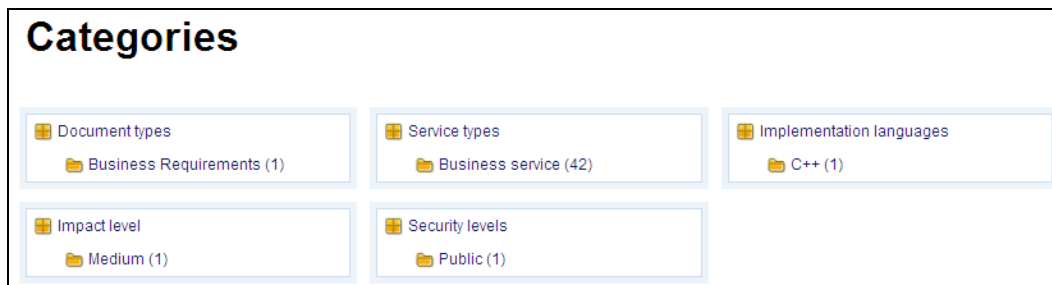 Categories
Document types
Business Requirements (1)
Service types
Business service (42)
Implementation languages
C++ (1)
Impact level
Medium (1)
Security levels
Public (1)